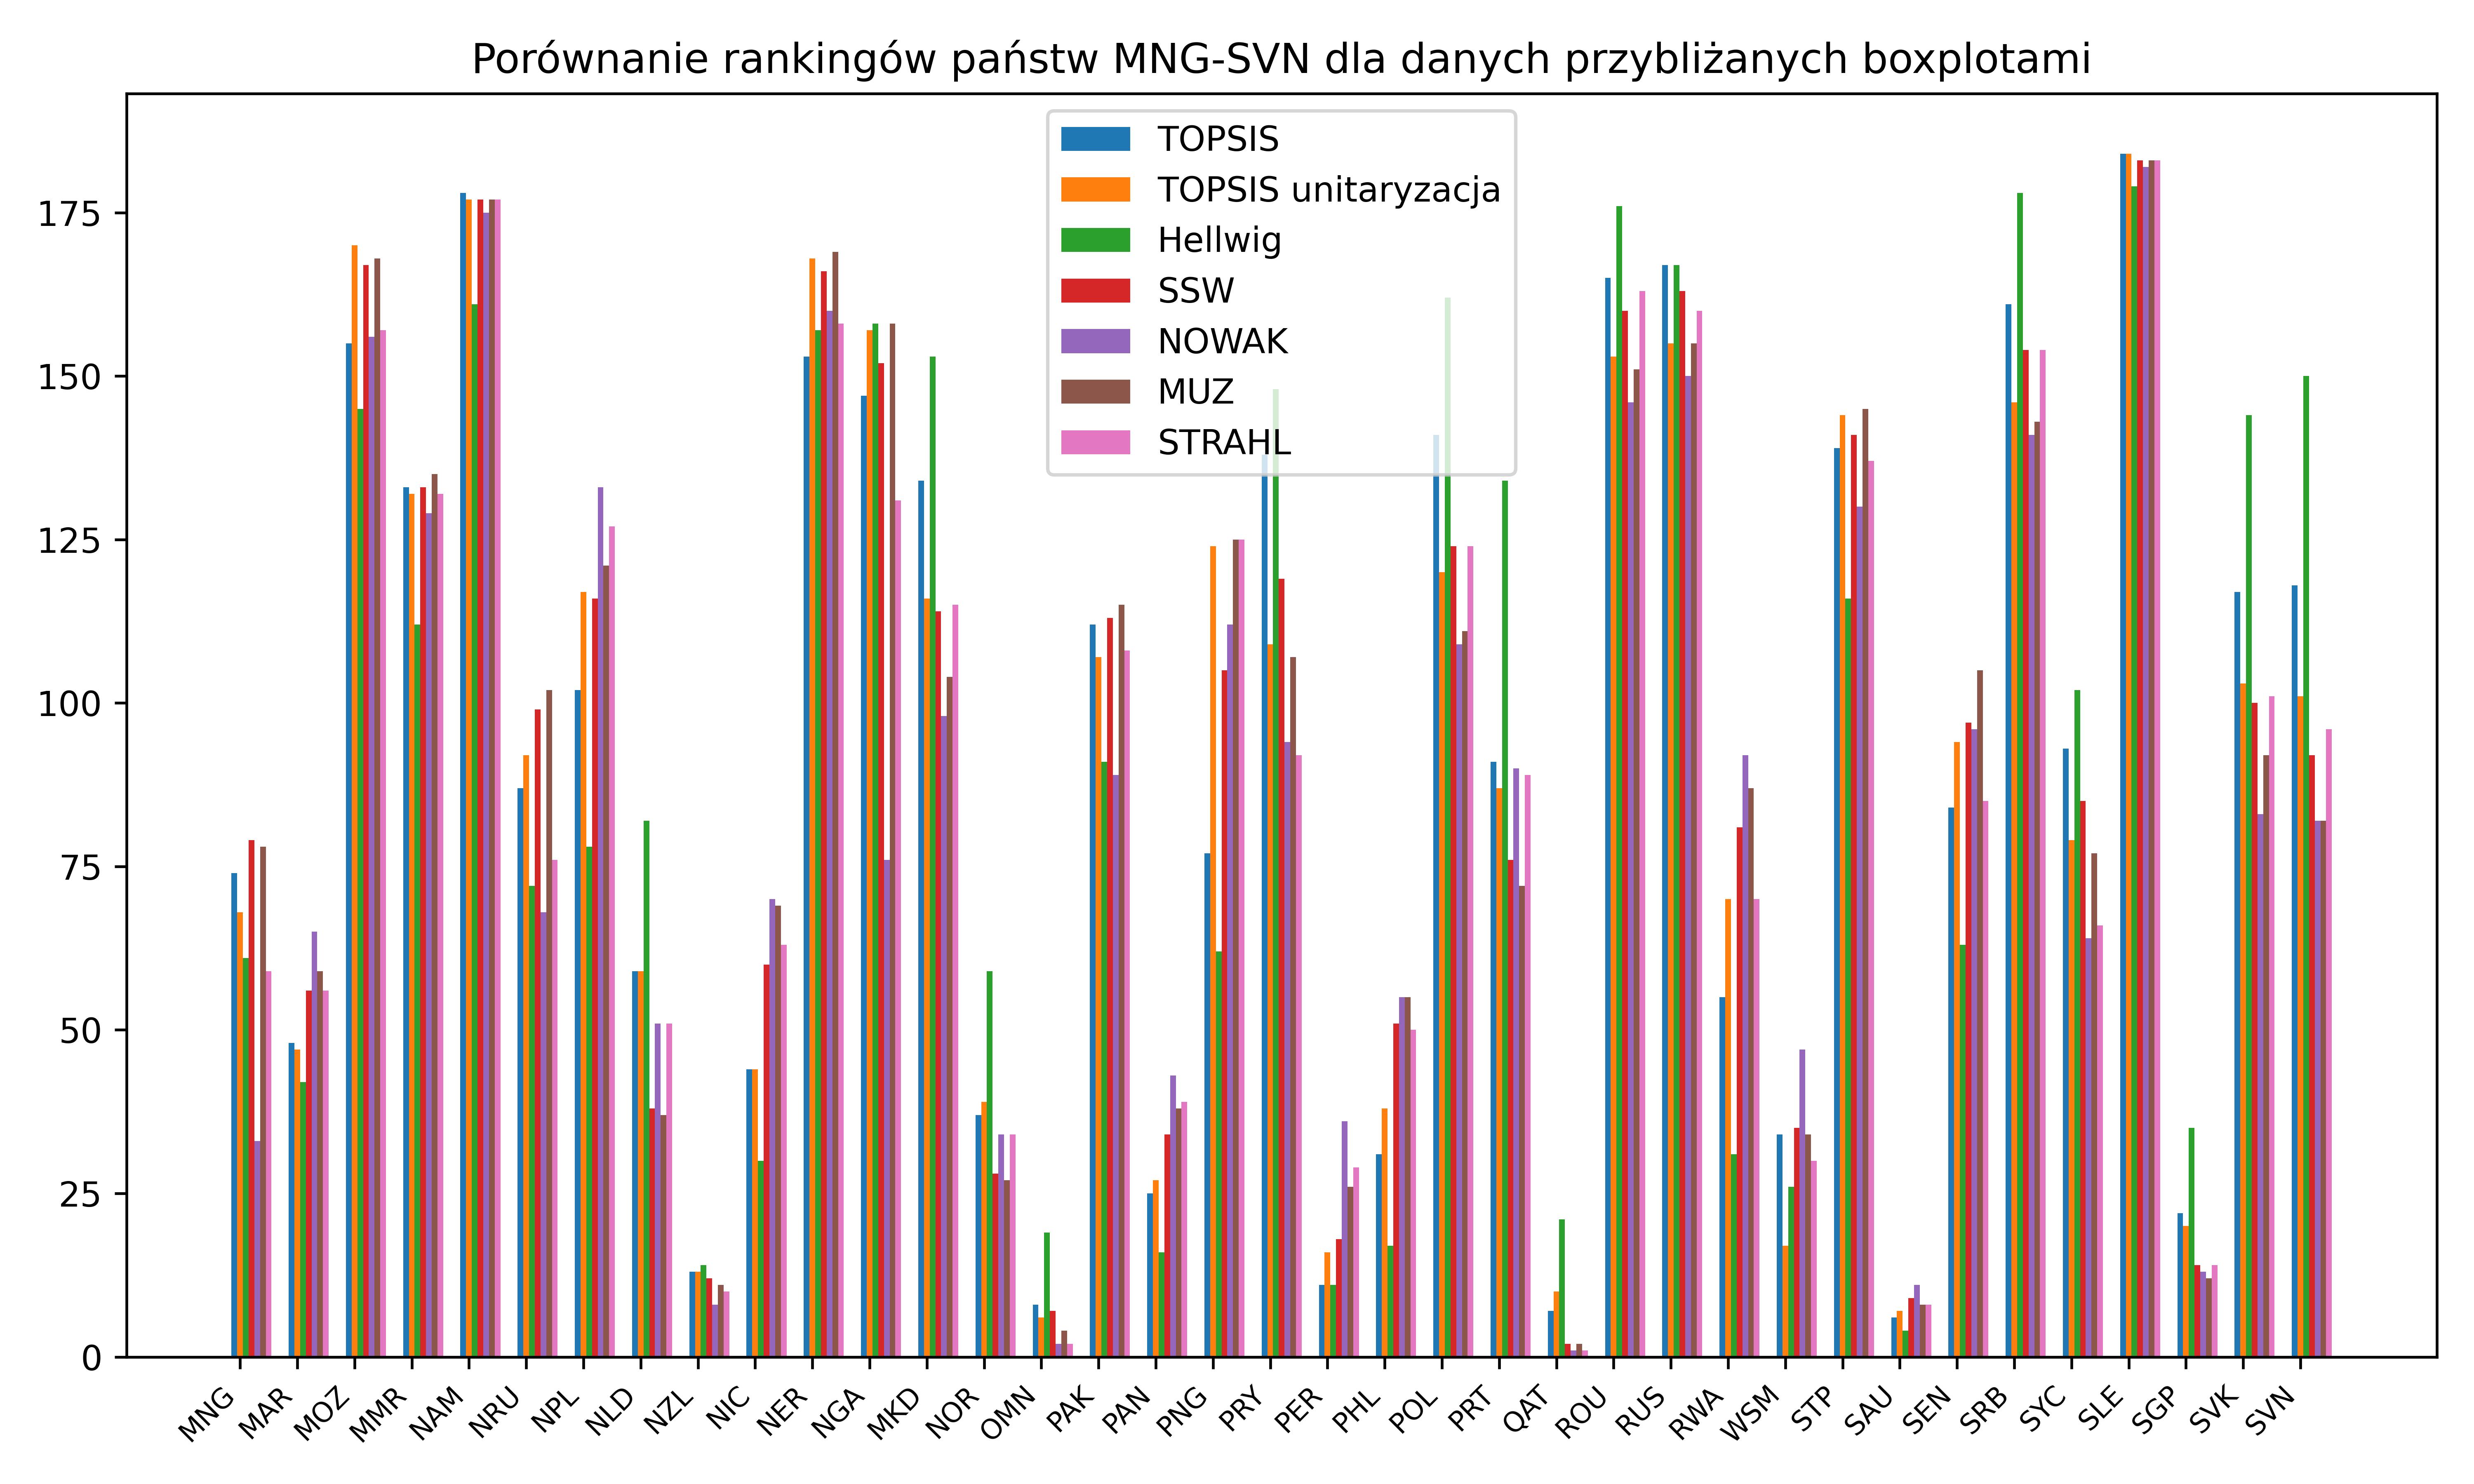 Porównanie rankingów państw MNG-SVN dla danych przybliżanych boxplotami
TOPSIS
TOPSIS unitaryzacja
Hellwig
SSW
NOWAK
MUZ
STRAHL
175
150
125
100
75
50
25
0
MNG MAR MOZ MMR NAM NRU NPL NLD NZL NIC NER NGA MKD NOR OMN PAK PAN PNG PRY PER PHL POL PRT QAT ROU RUS RWA WSM STP SAU SEN SRB SYC SLE SGP SVK SVN